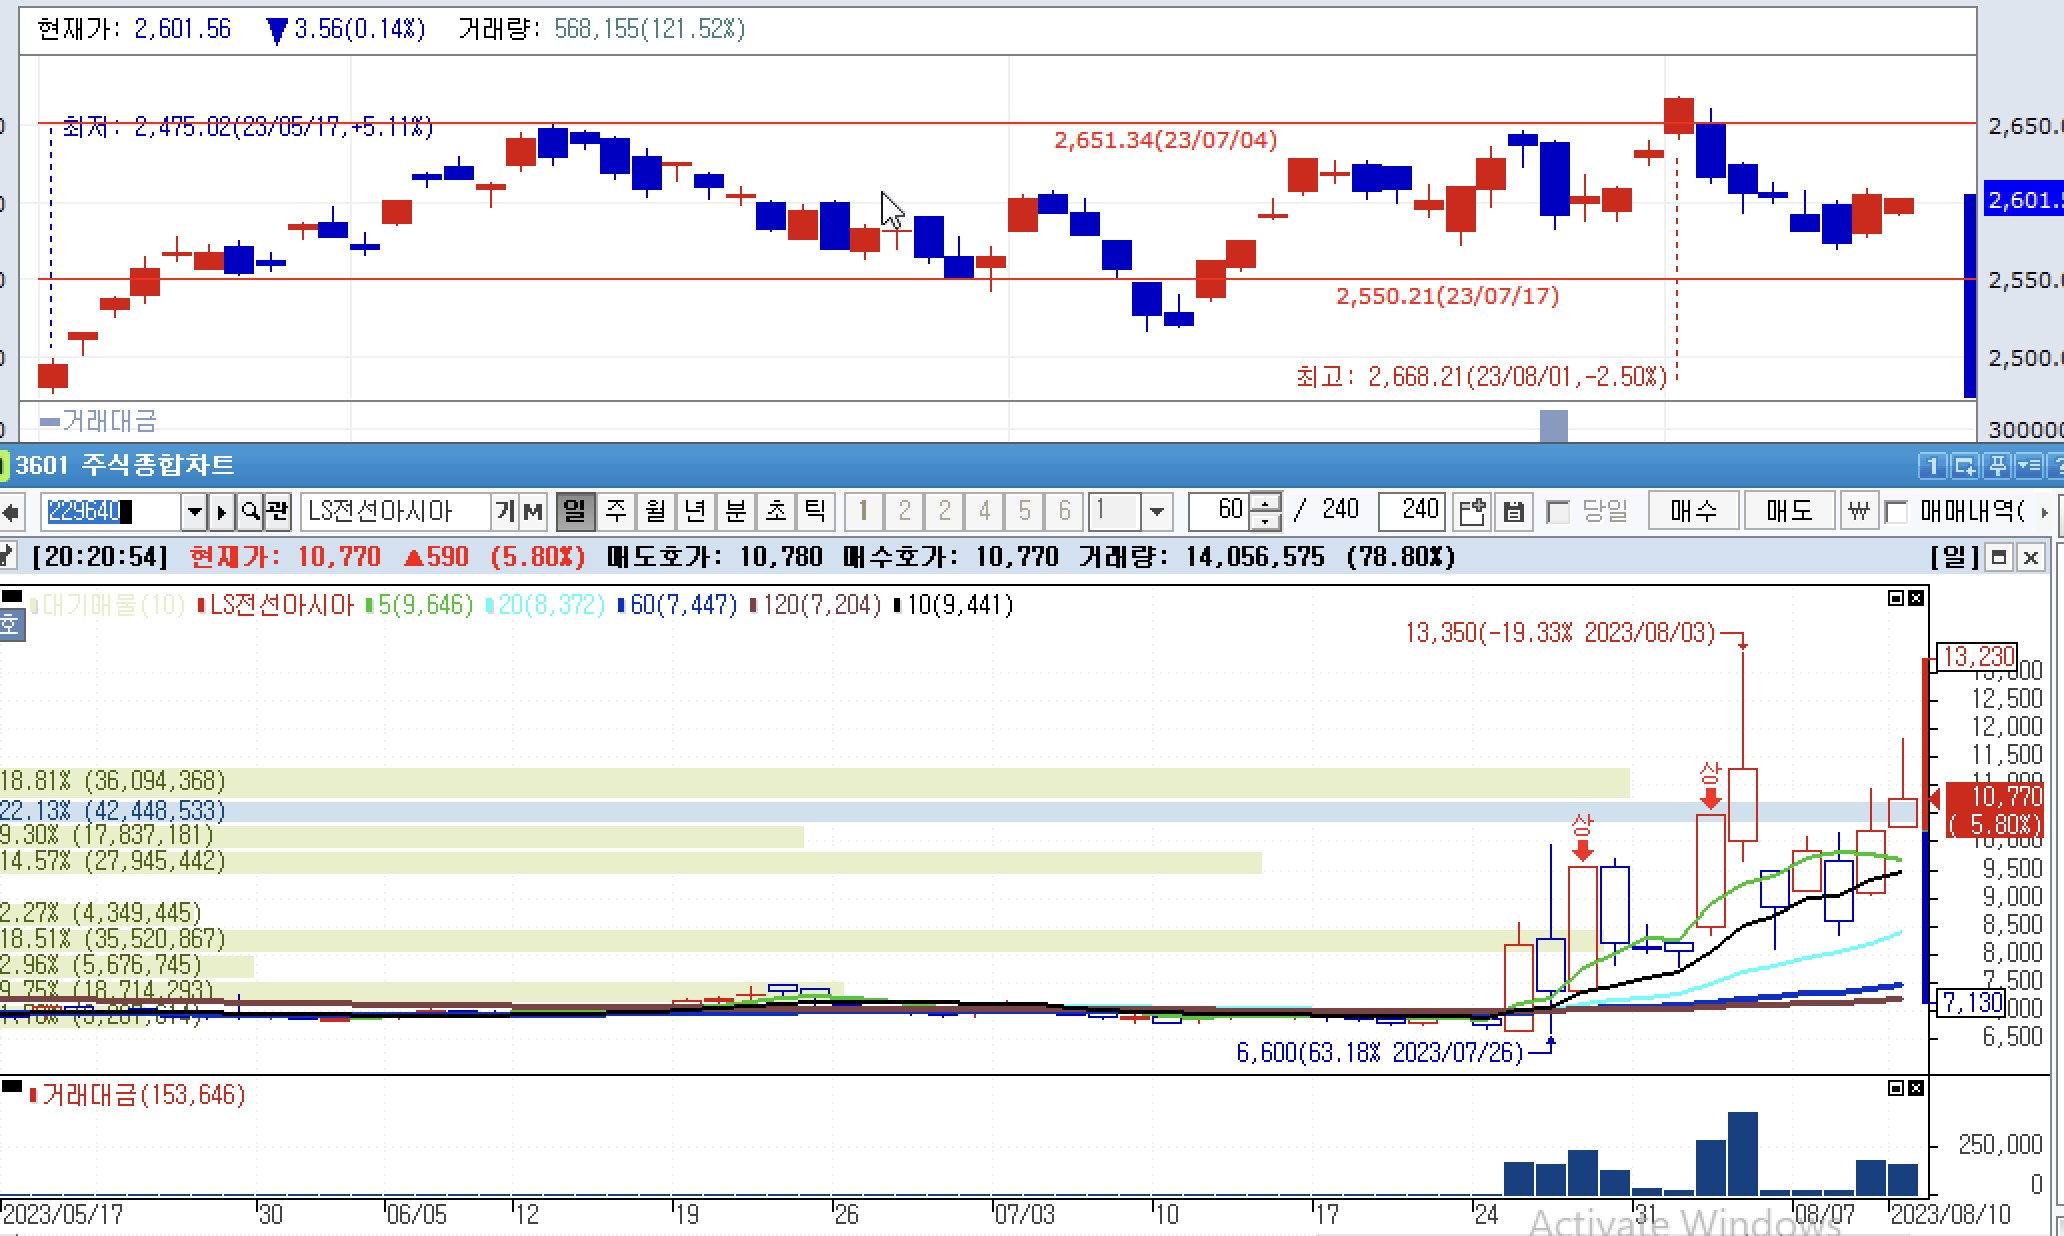 현재가: 2,601.56 ▼3.56(0.14%) 거래량: 568,155(121.52%)
최저: 2,475.02(23/05/17,+5.11%)
2,651.34(23/07/04)
2,650.0
2,601.5
2,550.0
2,550.21(23/07/17)
2,500.0
최고: 2,668.21(23/08/01,-2.50%)
거래대금
300000
3601 주식종합차트
229640 관 LS전선아시아 기 M 일 주 월 년 분 초 틱 1 2 2 4 5 6 1 60 / 240 240 당일 매수 매도 ₩ 매매내역(
[20:20:54] 현재가: 10,770 ▲590 (5.80%) 매도호가: 10,780 매수호가: 10,770 거래량: 14,056,575 (78.80%) [일]
대기매물(10) LS전선아시아 5(9,646) 20(8,372) 60(7,447) 120(7,204) 10(9,441)
호
13,350(-19.33% 2023/08/03)
13,230
12,500
12,000
11,500
상
18.81% (36,094,368)
10,770
22.13% (42,448,533)
상
( 5.80%)
9.30% (17,837,181)
14.57% (27,945,442)
9,500
9,000
2.27% (4,349,445)
8,500
18.51% (35,520,867)
8,000
2.96% (5,676,745)
7,500
9.75% (18,714,293)
7,130
6,500
6,600(63.18% 2023/07/26)
거래대금(153,646)
250,000
0
2023/05/17 30 06/05 12 19 26 07/03 10 17 24 31 08/07 2023/08/10
Activate Windows